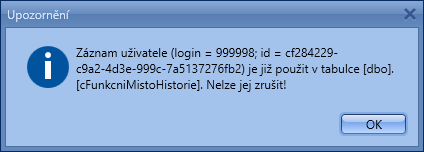 Upozornění
Záznam uživatele (login = 999998; id = cf284229-
c9a2-4d3e-999c-7a5137276fb2) je již použit v tabulce [dbo].
[cFunkcniMistoHistorie]. Nelze jej zrušit!
OK